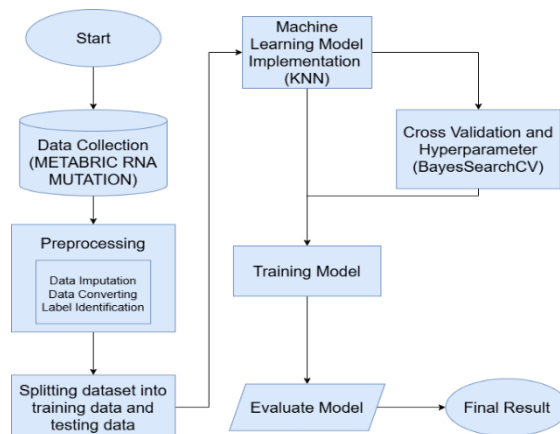 Start
Data Collection
(METABRIC RNA
MUTATION)
Preprocessing
Data Imputation
Data Converting
Label Identification
Splitting dataset into
training data and
testing data
Machine
Learning Model
Implementation
(KNN)
Cross Validation and
Hyperparameter
(BayesSearchCV)
Training Model
Evaluate Model
Final Result